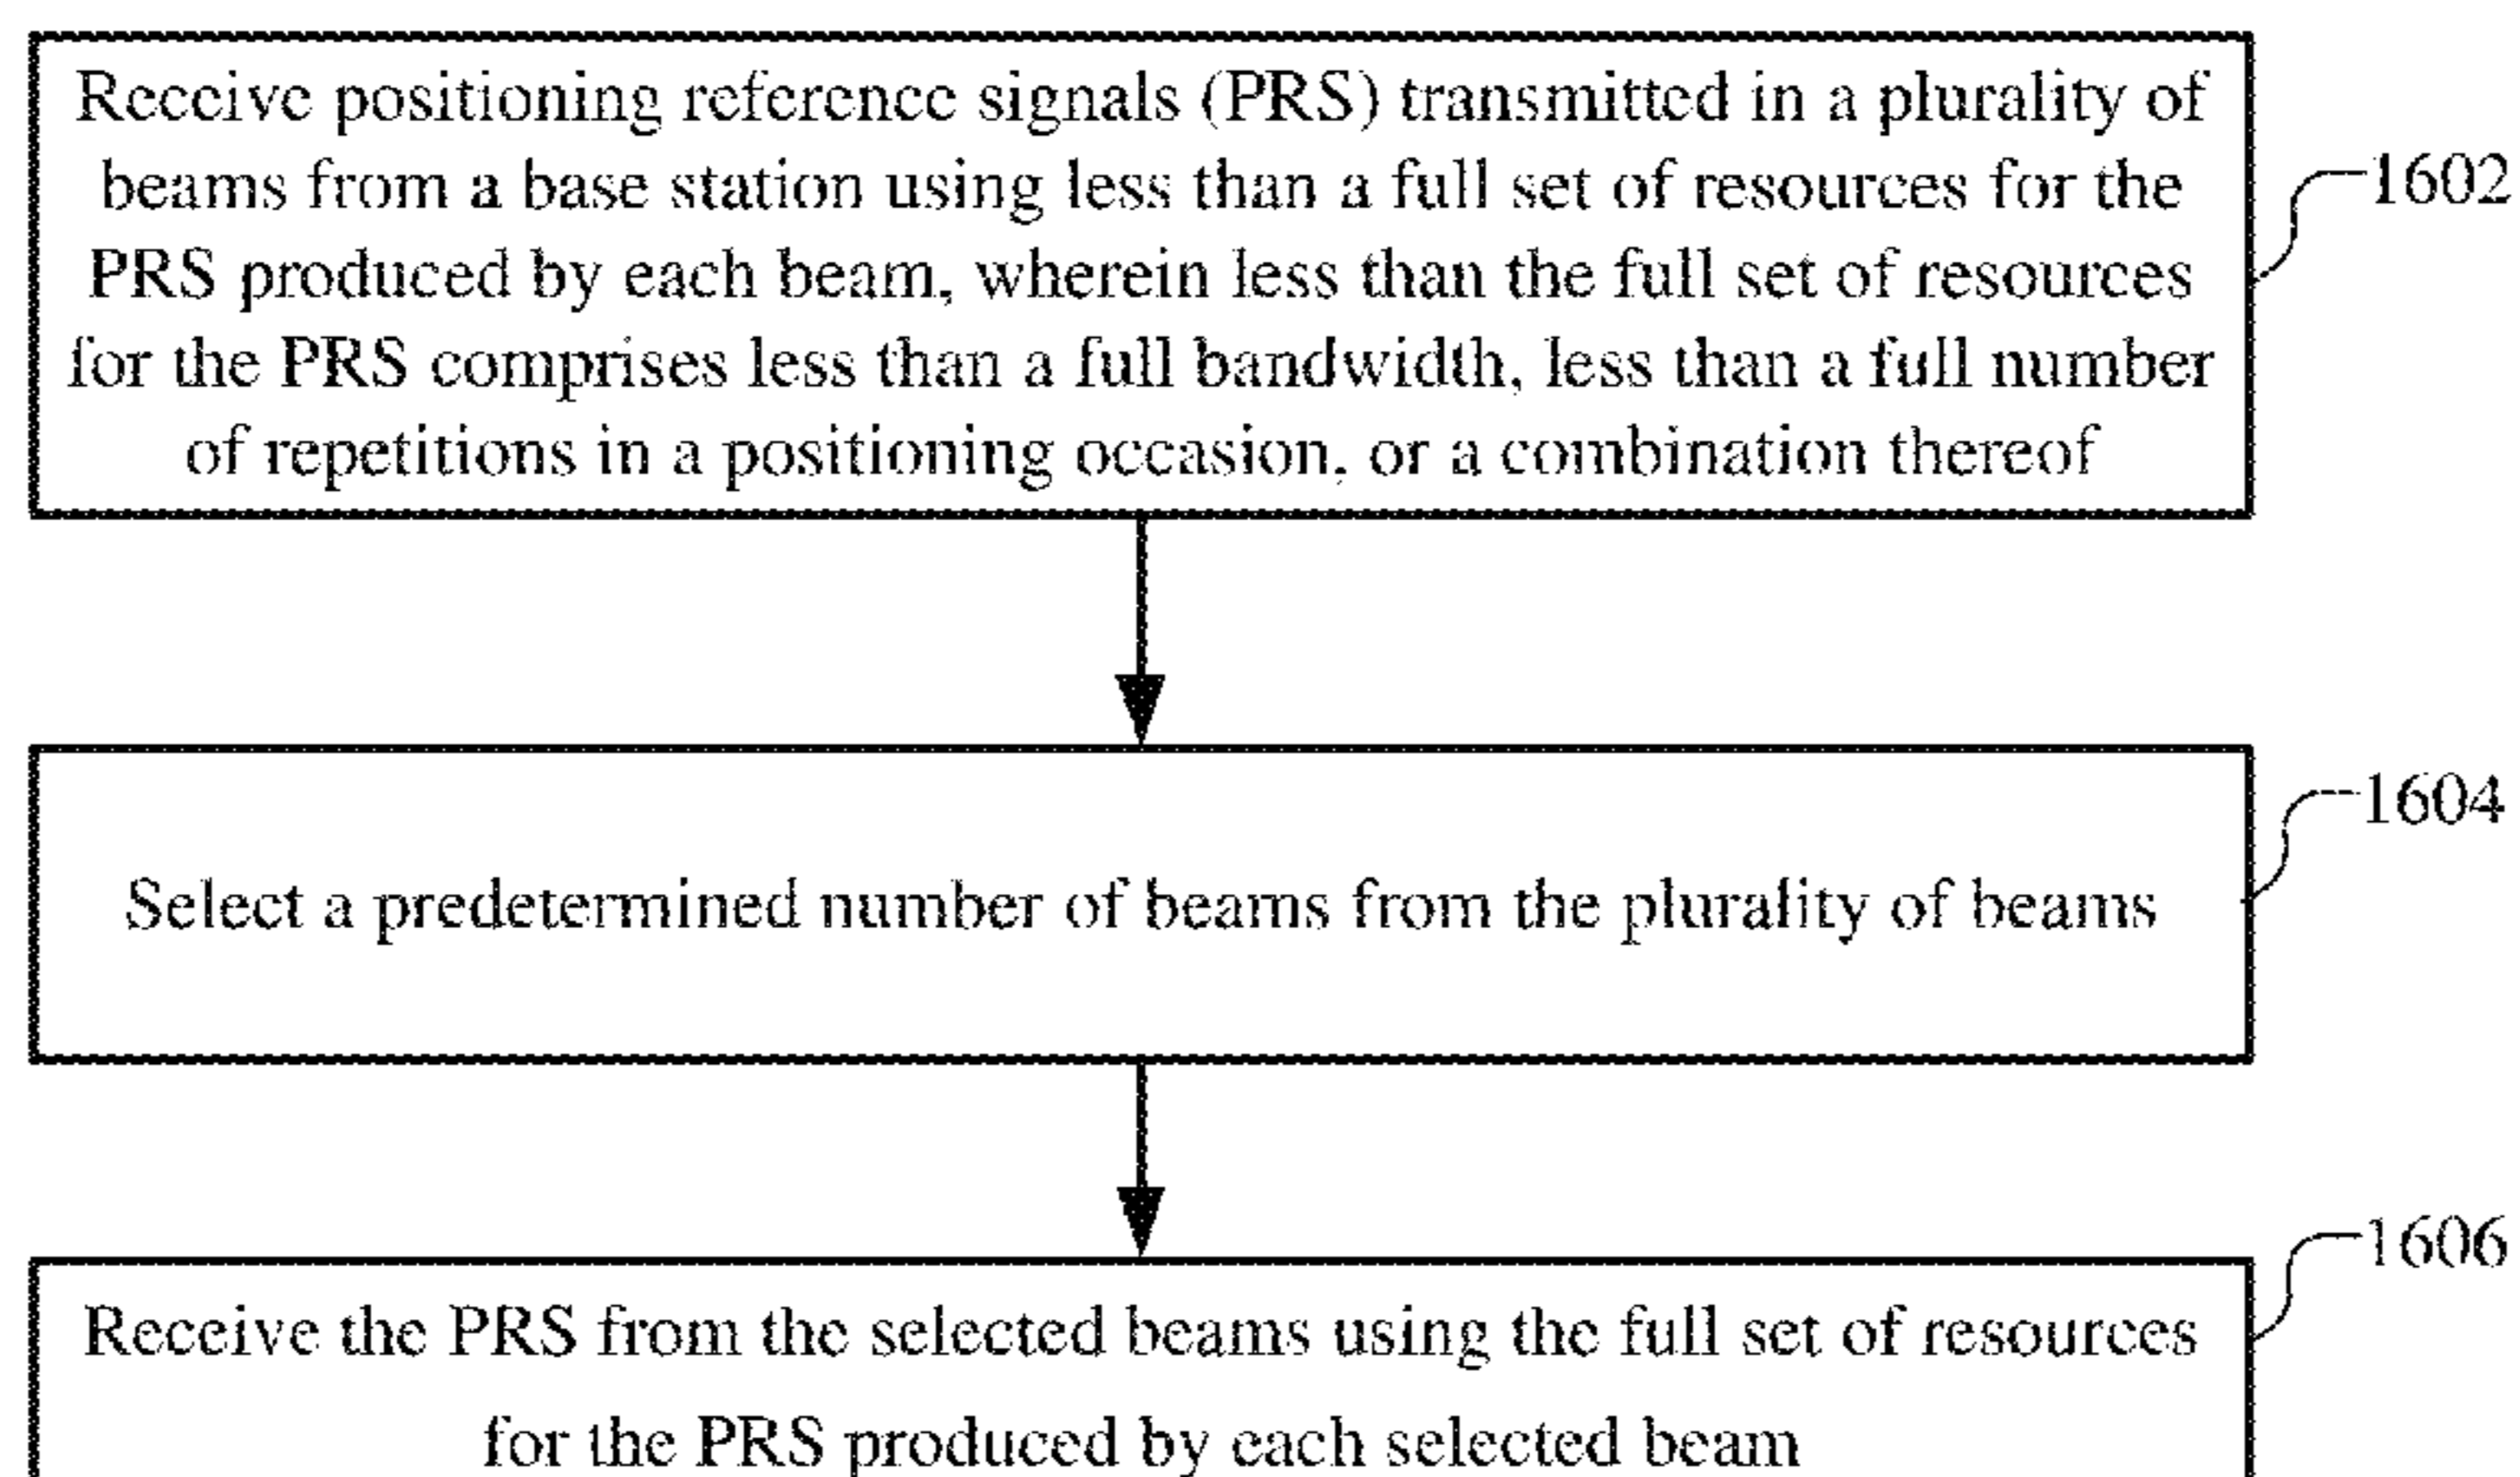 Receive positioning reference signals (PRS) transmitted in a plurality of
beams from a base station using less than a full set of resources for the
PRS produced by each beam, wherein less than the full set of resources
for the PRS comprises less than a full bandwidth, less than a full number
of repetitions in a positioning occasion, or a combination thereof
1602
Select a predetermined number of beams from the plurality of beams
1604
Receive the PRS from the selected beams using the full set of resources
for the PRS produced by each selected beam
1606